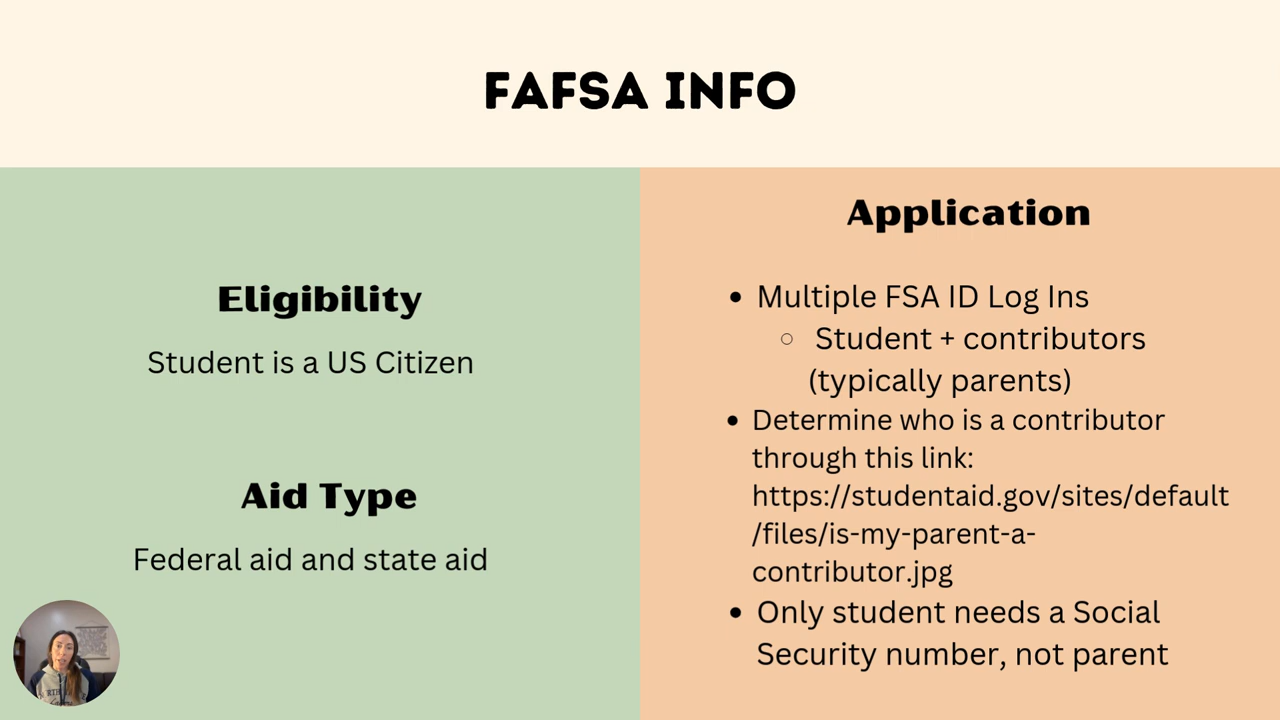 FAFSA INFO
Eligibility
Student is a US Citizen
Aid Type
Federal aid and state aid
Application
• Multiple FSA ID Log Ins
○ Student + contributors
(typically parents)
• Determine who is a contributor
through this link:
https://studentaid.gov/sites/default
/files/is-my-parent-a-
contributor.jpg
• Only student needs a Social
Security number, not parent